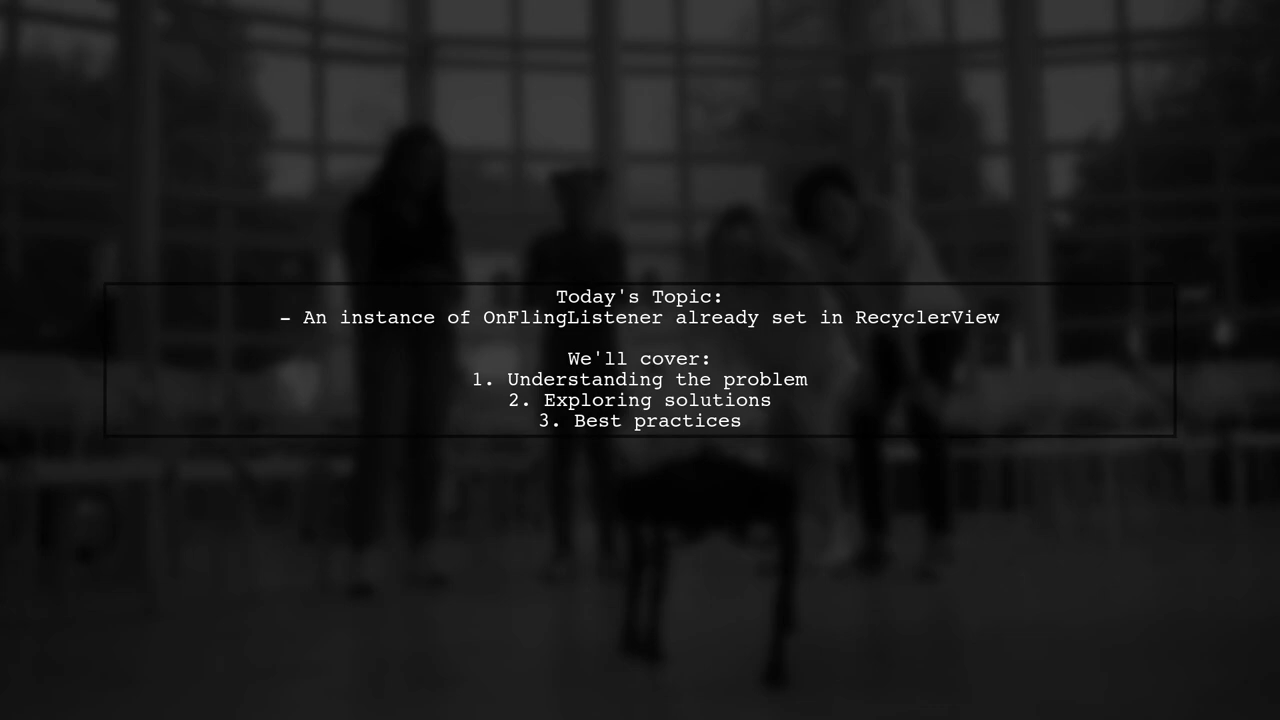 Today's Topic:
- An instance of OnFlingListener already set in RecyclerView
We'll cover:
1. Understanding the problem
2. Exploring solutions
3. Best practices